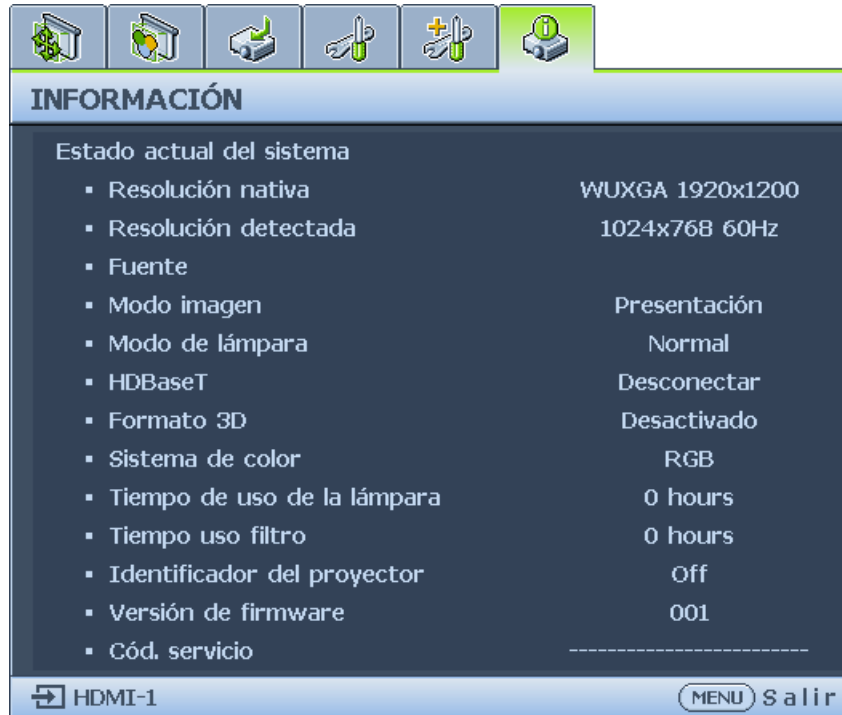 INFORMACIÓN
Estado actual del sistema
▪ Resolución nativa WUXGA 1920x1200
▪ Resolución detectada 1024x768 60Hz
▪ Fuente
▪ Modo imagen Presentación
▪ Modo de lámpara Normal
▪ HDBaseT Desconectar
▪ Formato 3D Desactivado
▪ Sistema de color RGB
▪ Tiempo de uso de la lámpara 0 hours
▪ Tiempo uso filtro 0 hours
▪ Identificador del proyector Off
▪ Versión de firmware 001
▪ Cód. servicio -------------------------
HDMI-1 MENU Salir